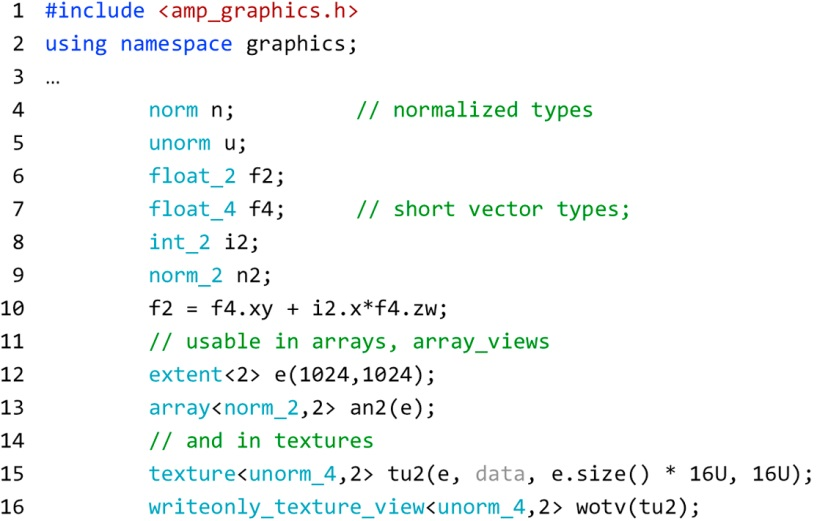 1 #include <amp_graphics.h>
2 using namespace graphics;
3 …
4 norm n; // normalized types
5 unorm u;
6 float_2 f2;
7 float_4 f4; // short vector types;
8 int_2 i2;
9 norm_2 n2;
10 f2 = f4.xy + i2.x*f4.zw;
11 // usable in arrays, array_views
12 extent<2> e(1024,1024);
13 array<norm_2,2> an2(e);
14 // and in textures
15 texture<unorm_4,2> tu2(e, data, e.size() * 16U, 16U);
16 writeonly_texture_view<unorm_4,2> wotv(tu2);